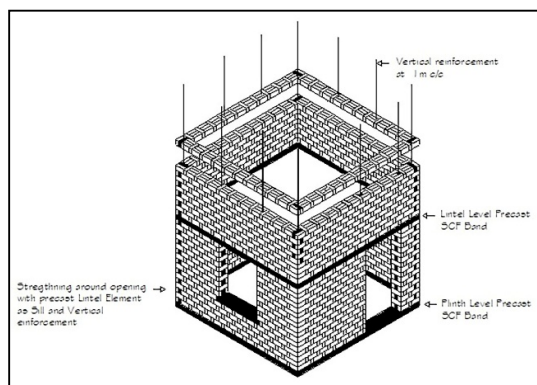 Vertical reinforcement
at 1 m c/c
Lintel Level Precast
SCF Band
Stregthning around opening
with precast Lintel Element
as Sill and Vertical
einforcement
Plinth Level Precast
SCF Band